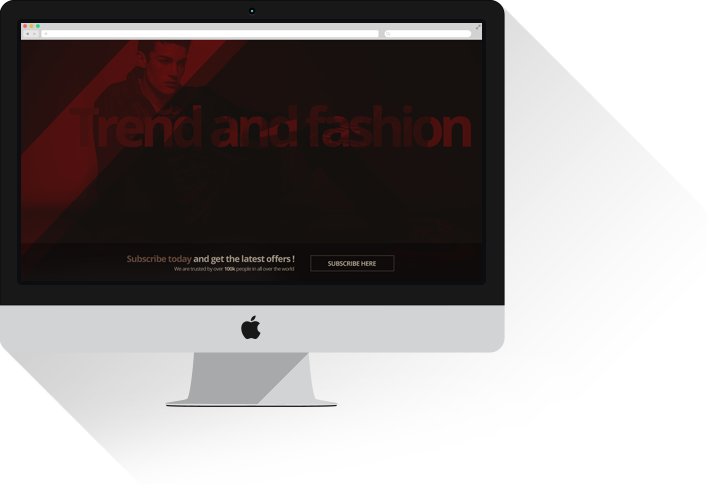 Trend and fashion
Subscribe today and get the latest offers !
We are trusted by over 100k people in all over the world
SUBSCRIBE HERE